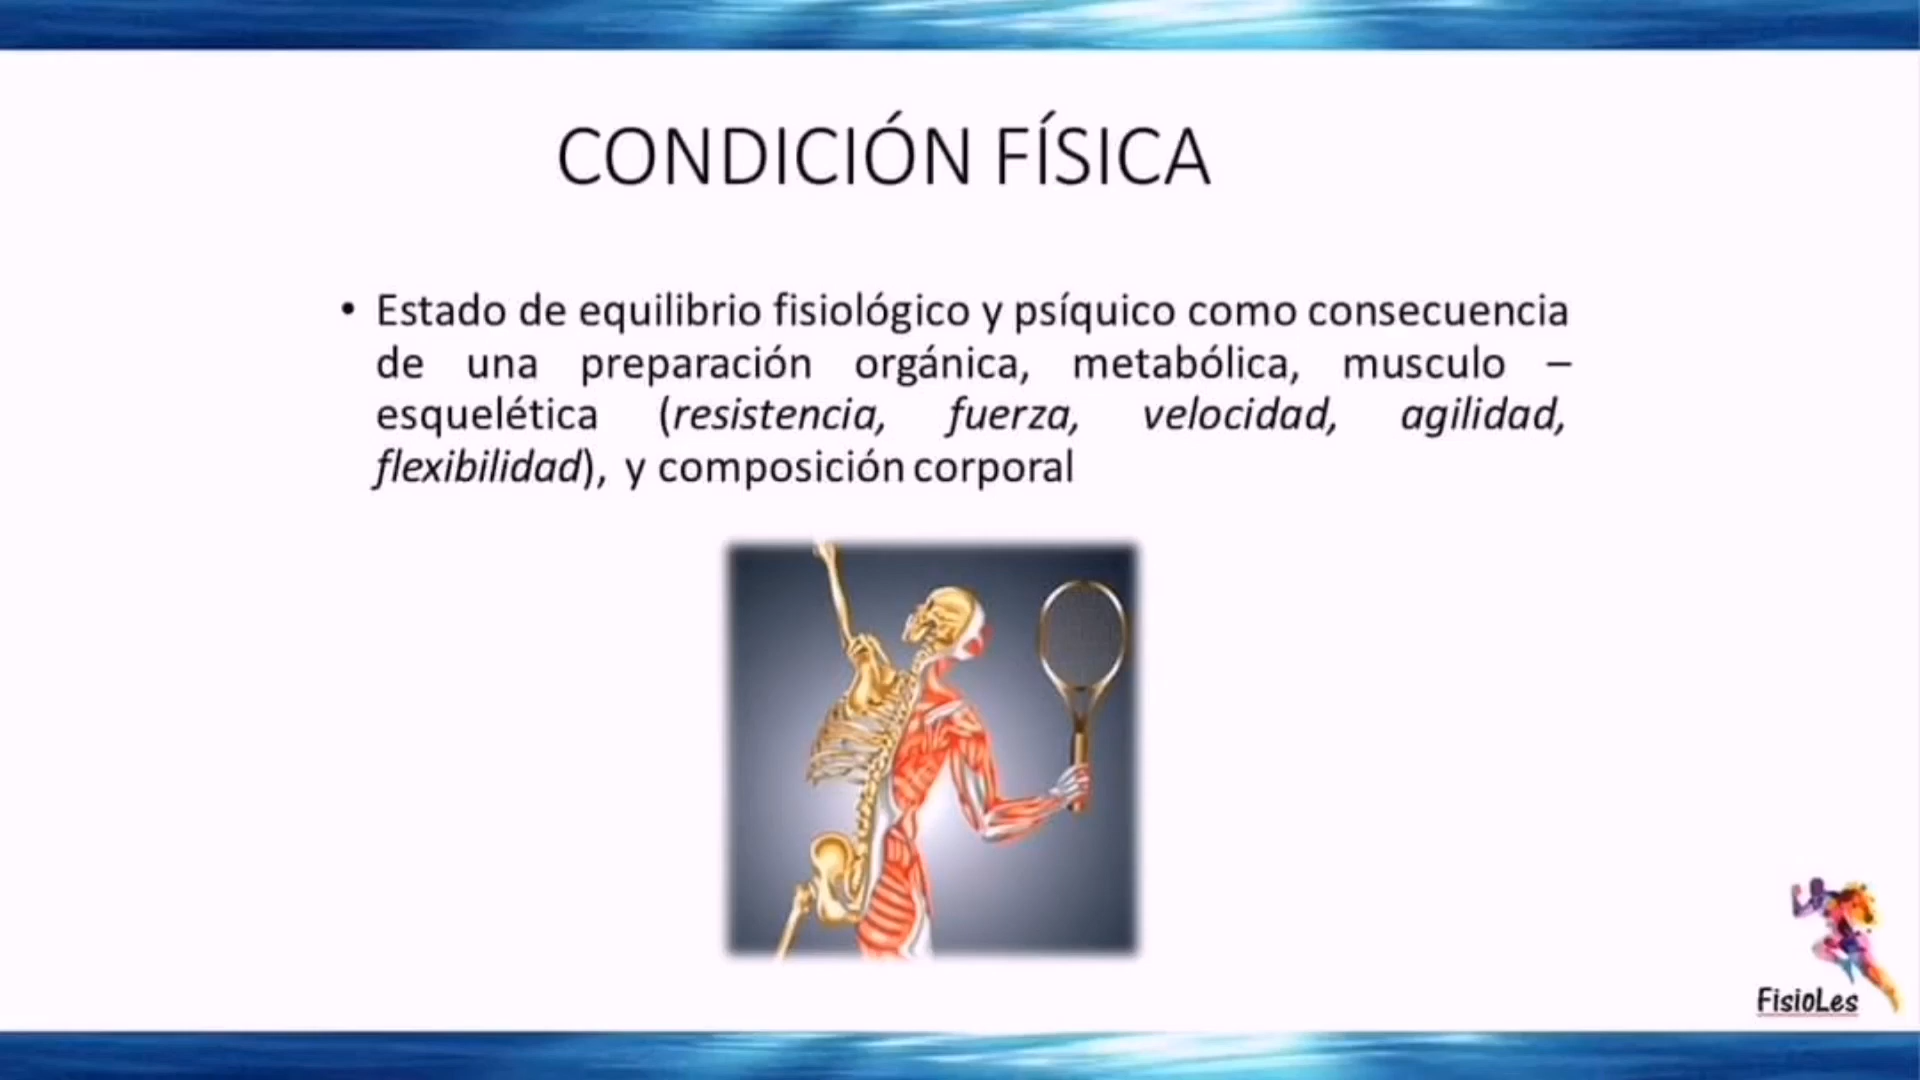 CONDICIÓN FÍSICA
• Estado de equilibrio fisiológico y psíquico como consecuencia
de una preparación orgánica, metabólica, musculo –
esquelética (resistencia, fuerza, velocidad, agilidad,
flexibilidad), y composición corporal
FisioLes